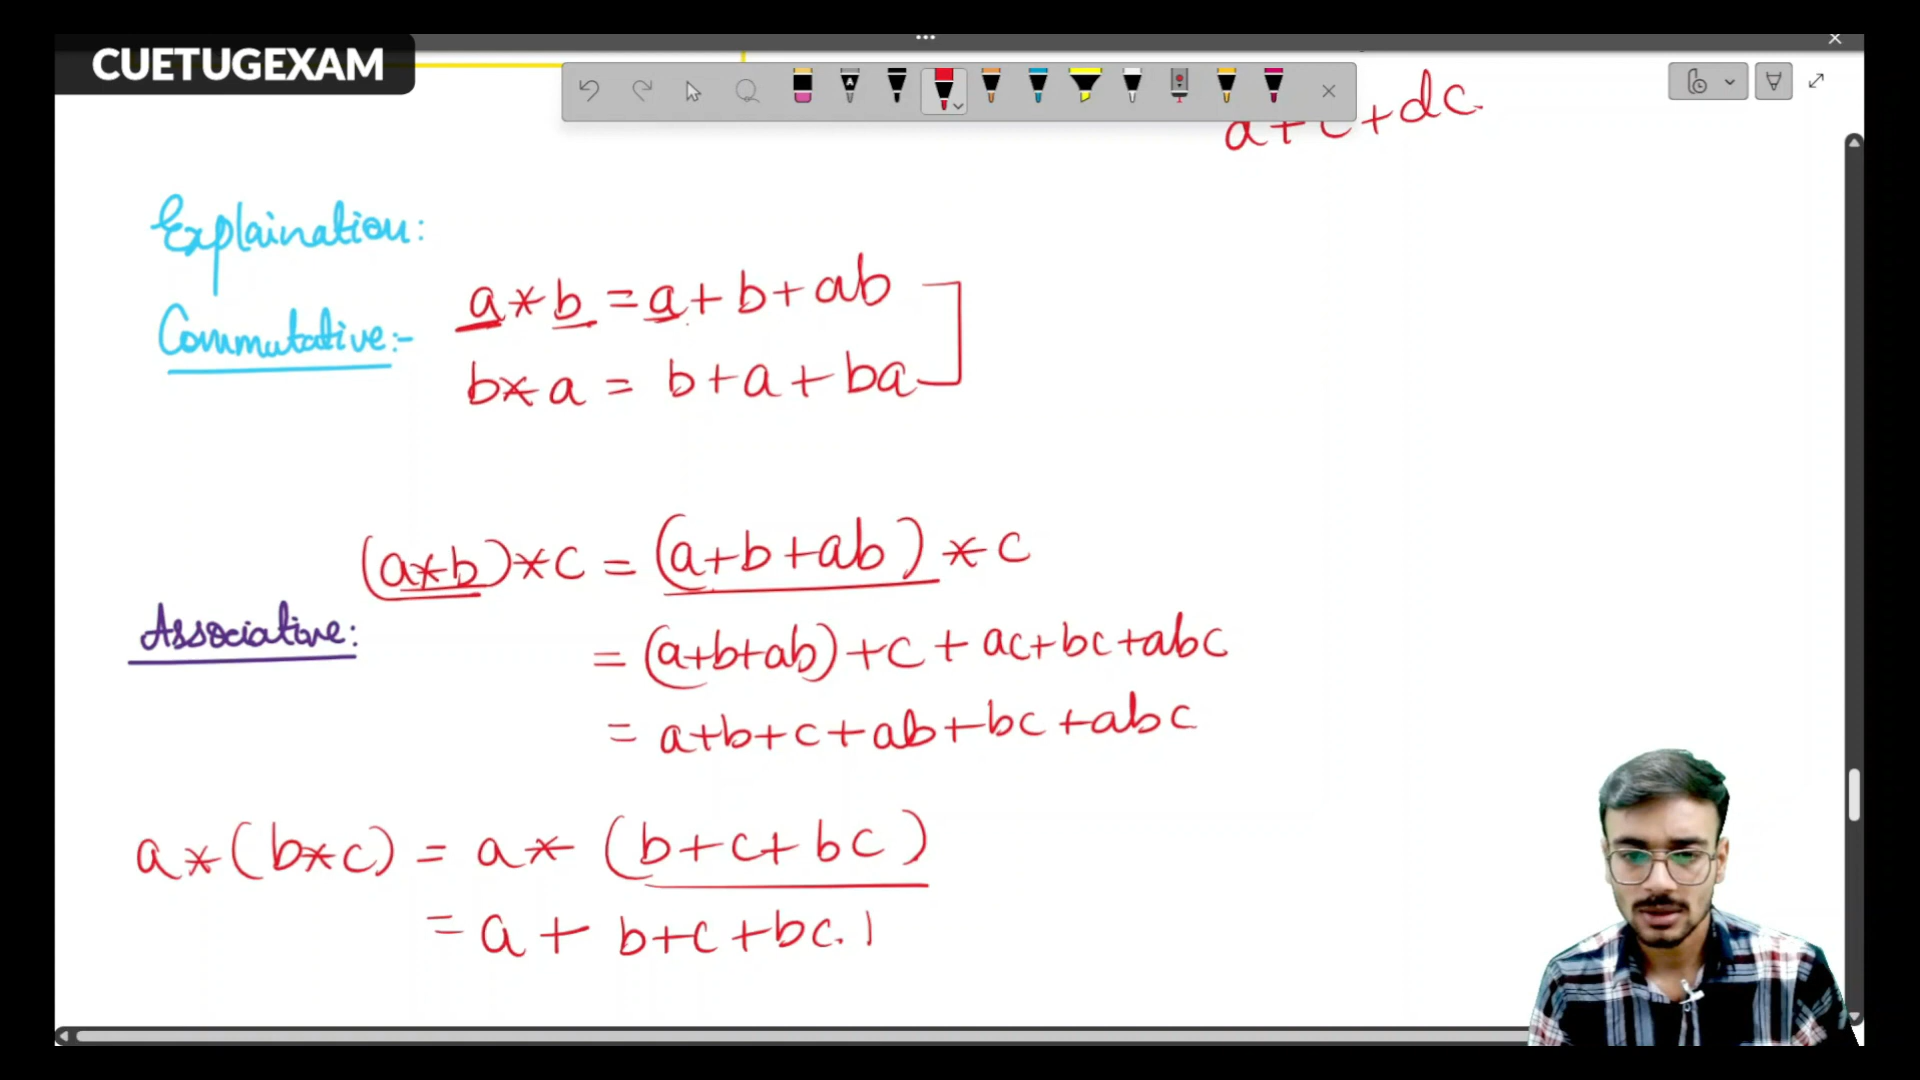 CUETUGEXAM
a+c+dc.
Explaination:
Commutative:-
a*b = a+b+ab
b*a = b+a+ba
(a*b)*c = (a+b+ab)*c
Associative:
= (a+b+ab)+c+ac+bc+abc
= a+b+c+ab+bc+abc
a*(b*c) = a*(b+c+bc)
= a+ b+c+bc.